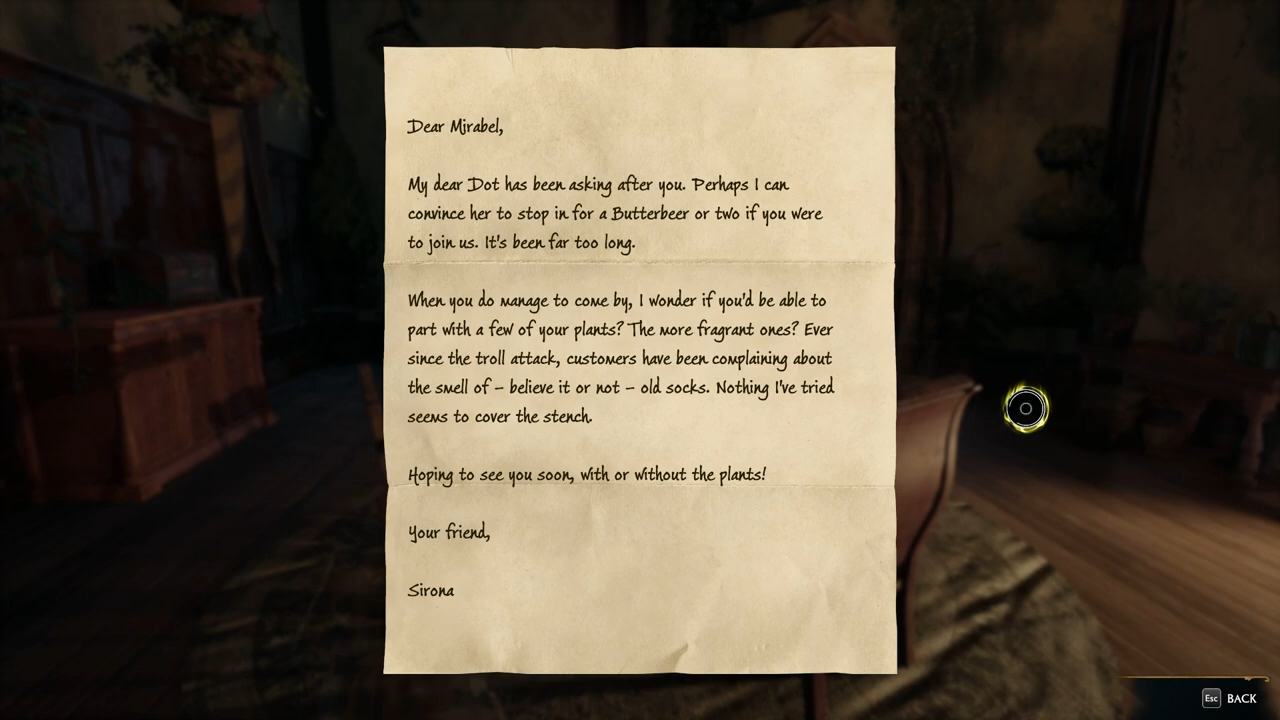 Dear Mirabel,
My dear Dot has been asking after you. Perhaps I can
convince her to stop in for a Butterbeer or two if you were
to join us. It's been far too long.
When you do manage to come by, I wonder if you'd be able to
part with a few of your plants? The more fragrant ones? Ever
since the troll attack, customers have been complaining about
the smell of – believe it or not – old socks. Nothing I've tried
seems to cover the stench.
Hoping to see you soon, with or without the plants!
Your friend,
Sirona
Esc BACK